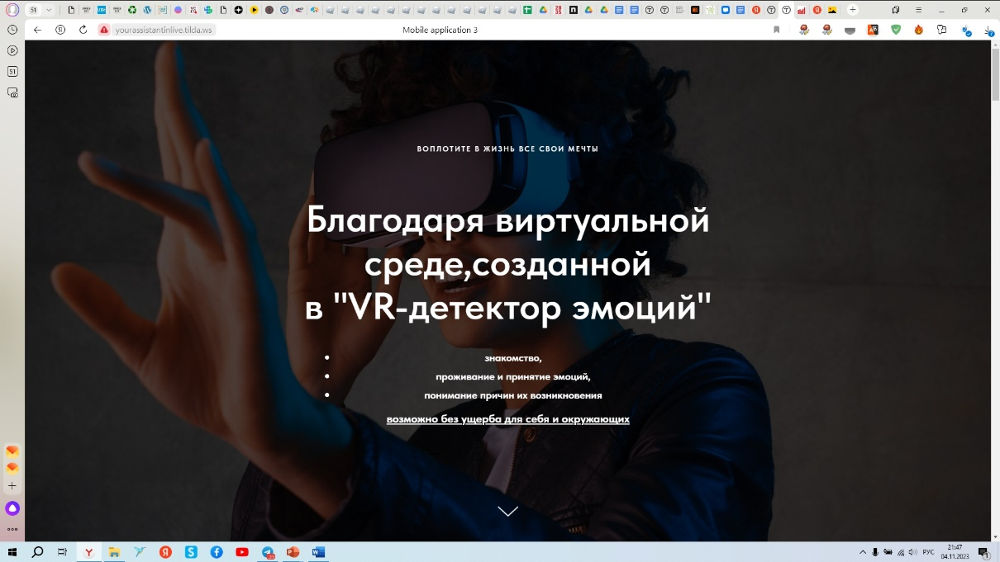 51
yourassistantinlive.tilda.ws
Mobile application 3
51
ВОПЛОТИТЕ В ЖИЗНЬ ВСЕ СВОИ МЕЧТЫ
Благодаря виртуальной
среде,созданной
в "VR-детектор эмоций"
• знакомство,
• проживание и принятие эмоций,
• понимание причин их возникновения
возможно без ущерба для себя и окружающих
РУС
21:47
04.11.2023